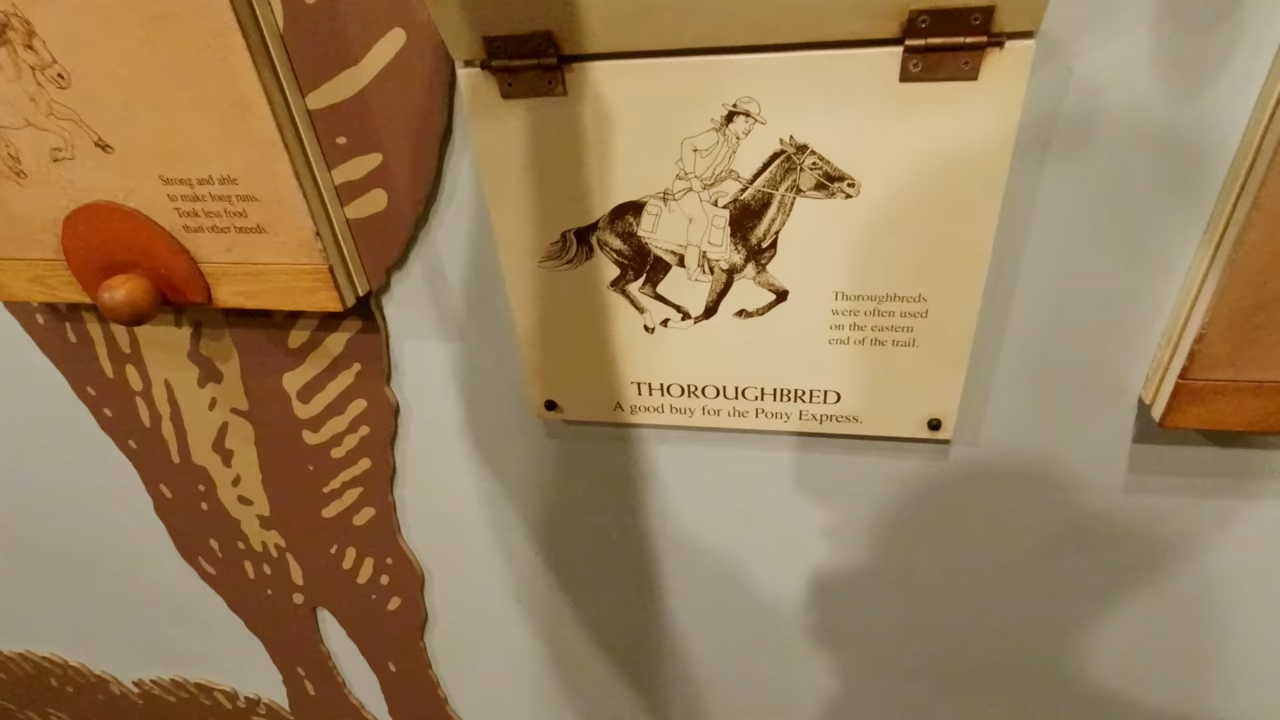 Strong and able
to make long runs.
Took less food
than other breeds.
Thoroughbreds
were often used
on the eastern
end of the trail.
THOROUGHBRED
A good buy for the Pony Express.